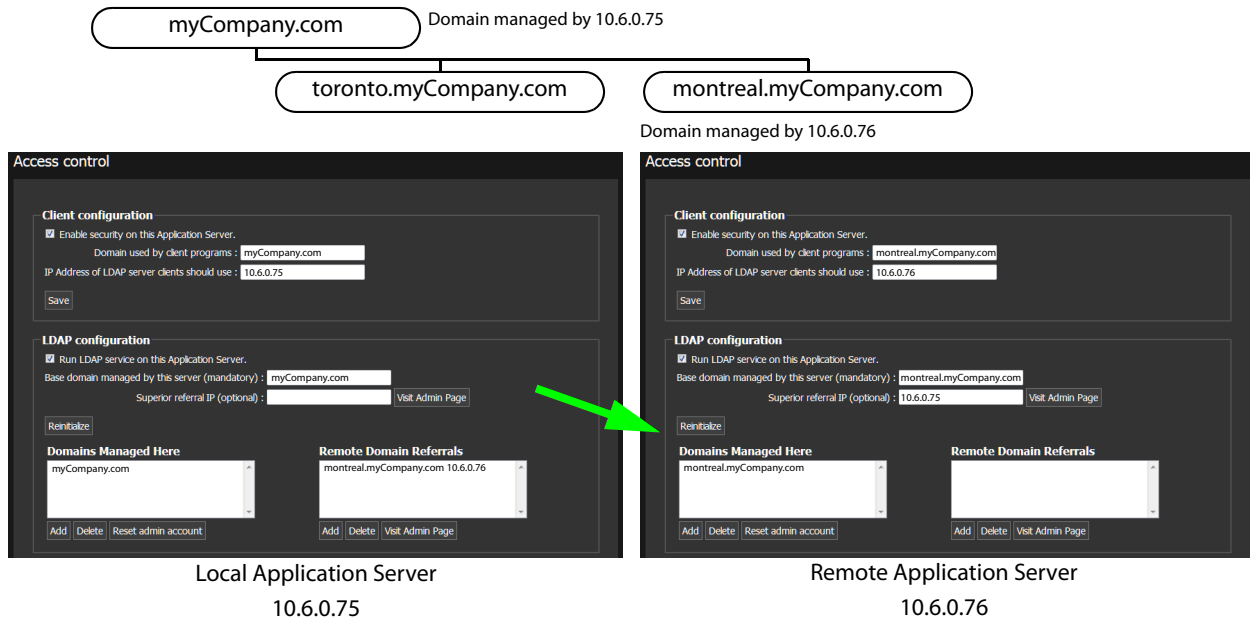 myCompany.com
Domain managed by 10.6.0.75
toronto.myCompany.com
montreal.myCompany.com
Domain managed by 10.6.0.76
Access control
Client configuration
Enable security on this Application Server.
Domain used by client programs : myCompany.com
IP Address of LDAP server clients should use : 10.6.0.75
Save
LDAP configuration
Run LDAP service on this Application Server.
Base domain managed by this server (mandatory) : myCompany.com
Superior referral IP (optional) : Visit Admin Page
Reinitialize
Domains Managed Here Remote Domain Referrals
myCompany.com montreal.myCompany.com 10.6.0.76
Add Delete Reset admin account Add Delete Visit Admin Page
Local Application Server
10.6.0.75
Access control
Client configuration
Enable security on this Application Server.
Domain used by client programs : montreal.myCompany.com
IP Address of LDAP server clients should use : 10.6.0.76
Save
LDAP configuration
Run LDAP service on this Application Server.
Base domain managed by this server (mandatory) : montreal.myCompany.com
Superior referral IP (optional) : 10.6.0.75 Visit Admin Page
Reinitialize
Domains Managed Here Remote Domain Referrals
montreal.myCompany.com
Add Delete Reset admin account Add Delete Visit Admin Page
Remote Application Server
10.6.0.76